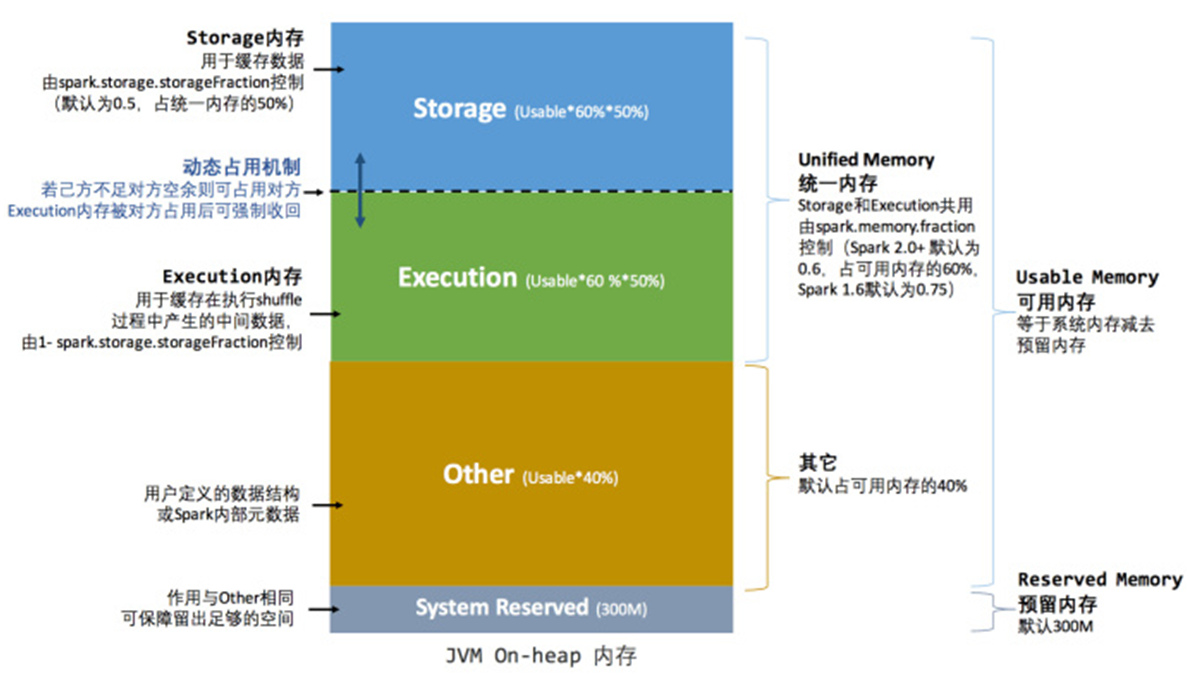 Storage内存
用于缓存数据
由spark.storage.storageFraction控制
（默认为0.5，占统一内存的50%）
动态占用机制
若己方不足对方空余则可占用对方
Execution内存被对方占用后可强制收回
Execution内存
用于缓存在执行shuffle
过程中产生的中间数据，
由1- spark.storage.storageFraction控制
用户定义的数据结构
或Spark内部元数据
作用与Other相同
可保障留出足够的空间
Storage (Usable*60%*50%)
Execution (Usable*60 %*50%)
Other (Usable*40%)
System Reserved (300M)
JVM On-heap 内存
Unified Memory
统一内存
Storage和Execution共用
由spark.memory.fraction
控制（Spark 2.0+ 默认为
0.6，占可用内存的60%，
Spark 1.6默认为0.75）
其它
默认占可用内存的40%
Usable Memory
可用内存
等于系统内存减去
预留内存
Reserved Memory
预留内存
默认300M